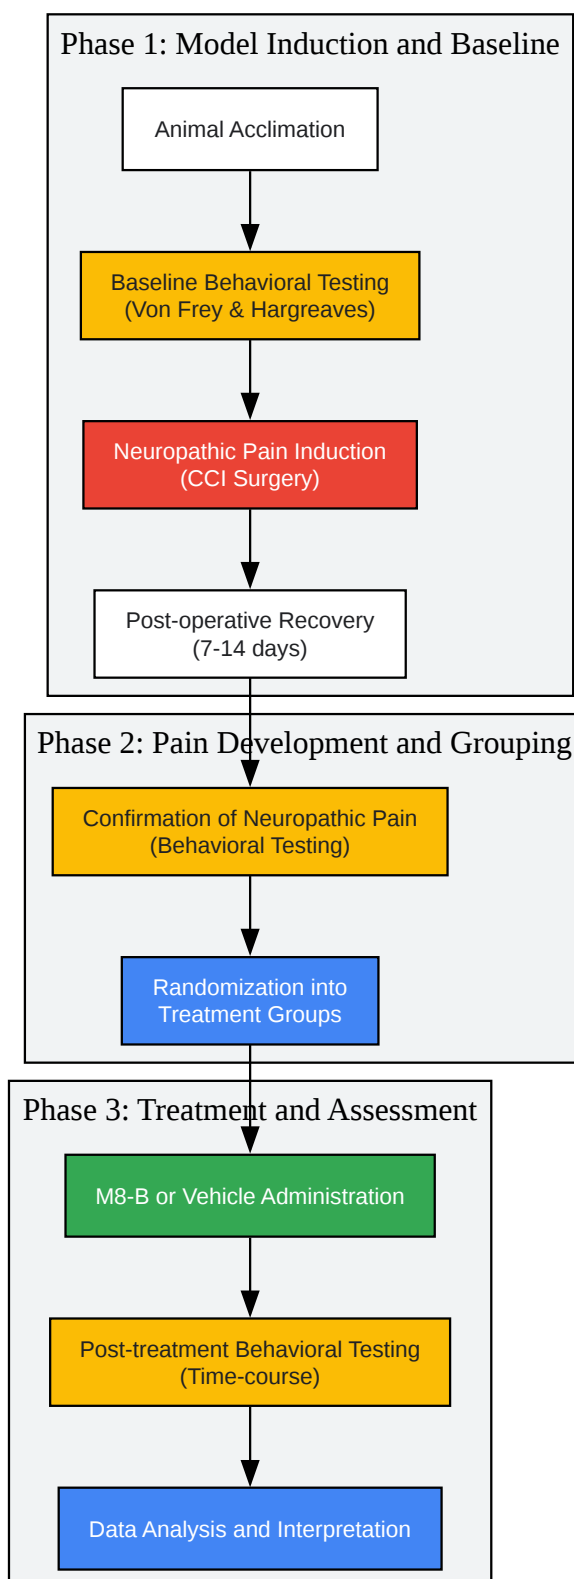 Phase 1: Model Induction and Baseline
Animal Acclimation
Baseline Behavioral Testing
(Von Frey & Hargreaves)
Neuropathic Pain Induction
(CCI Surgery)
Post-operative Recovery
(7-14 days)
Phase 2: Pain Development and Grouping
Confirmation of Neuropathic Pain
(Behavioral Testing)
Randomization into
Treatment Groups
Phase 3: Treatment and Assessment
M8-B or Vehicle Administration
Post-treatment Behavioral Testing
(Time-course)
Data Analysis and Interpretation